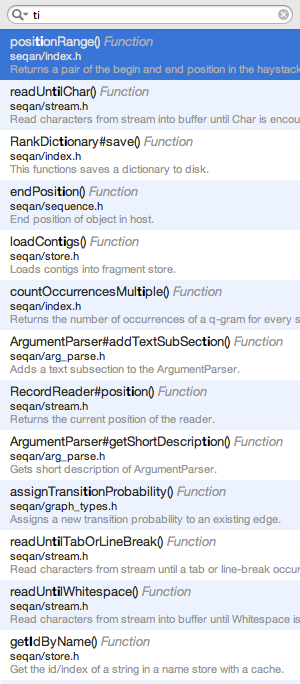 ti
positionRange() Function
seqan/index.h
Returns a pair of the begin and end position in the haystack
readUntilChar() Function
seqan/stream.h
Read characters from stream into buffer until Char is encou
RankDictionary#save() Function
seqan/index.h
This functions saves a dictionary to disk.
endPosition() Function
seqan/sequence.h
End position of object in host.
loadContigs() Function
seqan/store.h
Loads contigs into fragment store.
countOccurrencesMultiple() Function
seqan/index.h
Returns the number of occurrences of a q-gram for every s
ArgumentParser#addTextSubSection() Function
seqan/arg_parse.h
Adds a text subsection to the ArgumentParser.
RecordReader#position() Function
seqan/stream.h
Returns the current position of the reader.
ArgumentParser#getShortDescription() Function
seqan/arg_parse.h
Gets short description of ArgumentParser.
assignTransitionProbability() Function
seqan/graph_types.h
Assigns a new transition probability to an existing edge.
readUntilTabOrLineBreak() Function
seqan/stream.h
Read characters from stream until a tab or line-break occur
readUntilWhitespace() Function
seqan/stream.h
Read characters from stream into buffer until Whitespace is
getIdByName() Function
seqan/store.h
Get the id/index of a string in a name store with a cache.